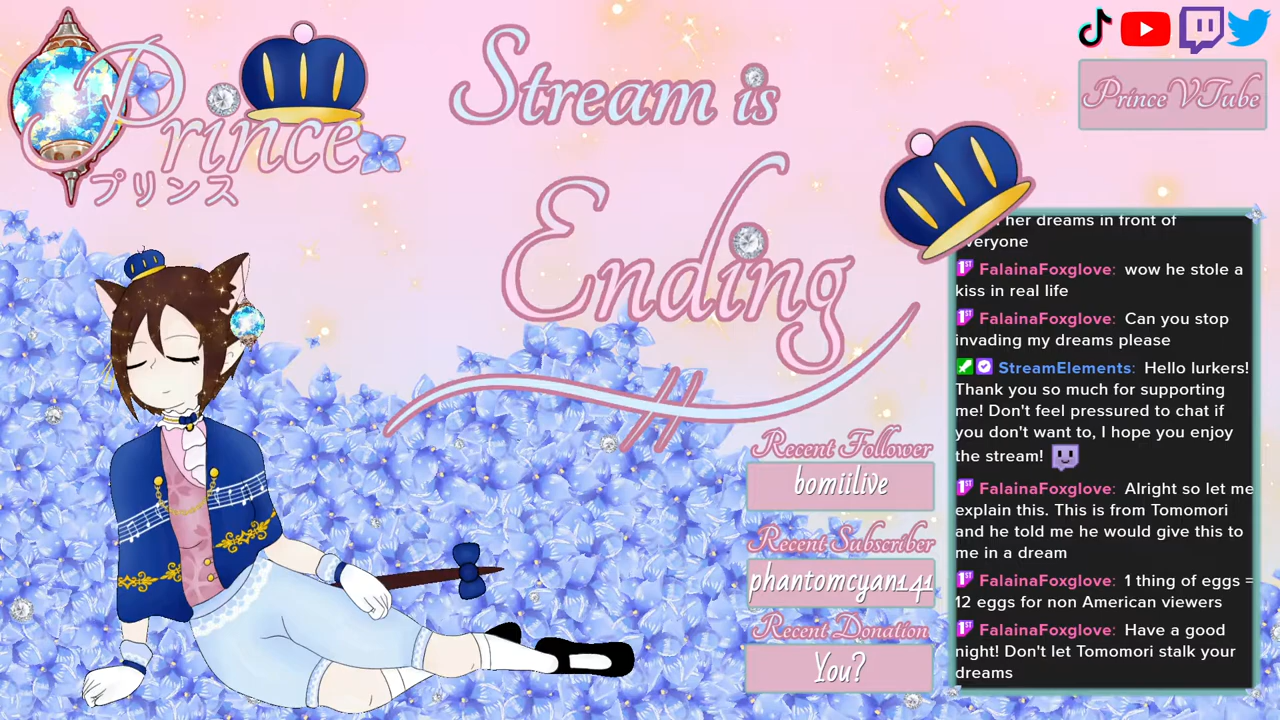 Prince
プリンス
Stream is
Ending
PrinceVTube
her dreams in front of
everyone
FalainaFoxglove: wow he stole a
kiss in real life
FalainaFoxglove: Can you stop
invading my dreams please
StreamElements: Hello lurkers!
Thank you so much for supporting
me! Don't feel pressured to chat if
you don't want to, I hope you enjoy
the stream!
FalainaFoxglove: Alright so let me
explain this. This is from Tomomori
and he told me he would give this to
me in a dream
FalainaFoxglove: 1 thing of eggs =
12 eggs for non American viewers
FalainaFoxglove: Have a good
night! Don't let Tomomori stalk your
dreams
Recent Follower
bomiilive
Recent Subscriber
phantomcyan141
Recent Donation
You?